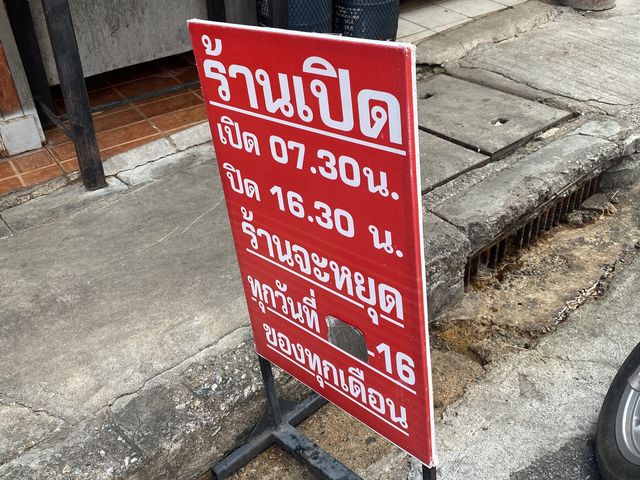 ร้านเปิด
เปิด 07.30น.
ปิด 16.30 น.
ร้านจะหยุด
ทุกวันที่ -16
ของทุกเดือน